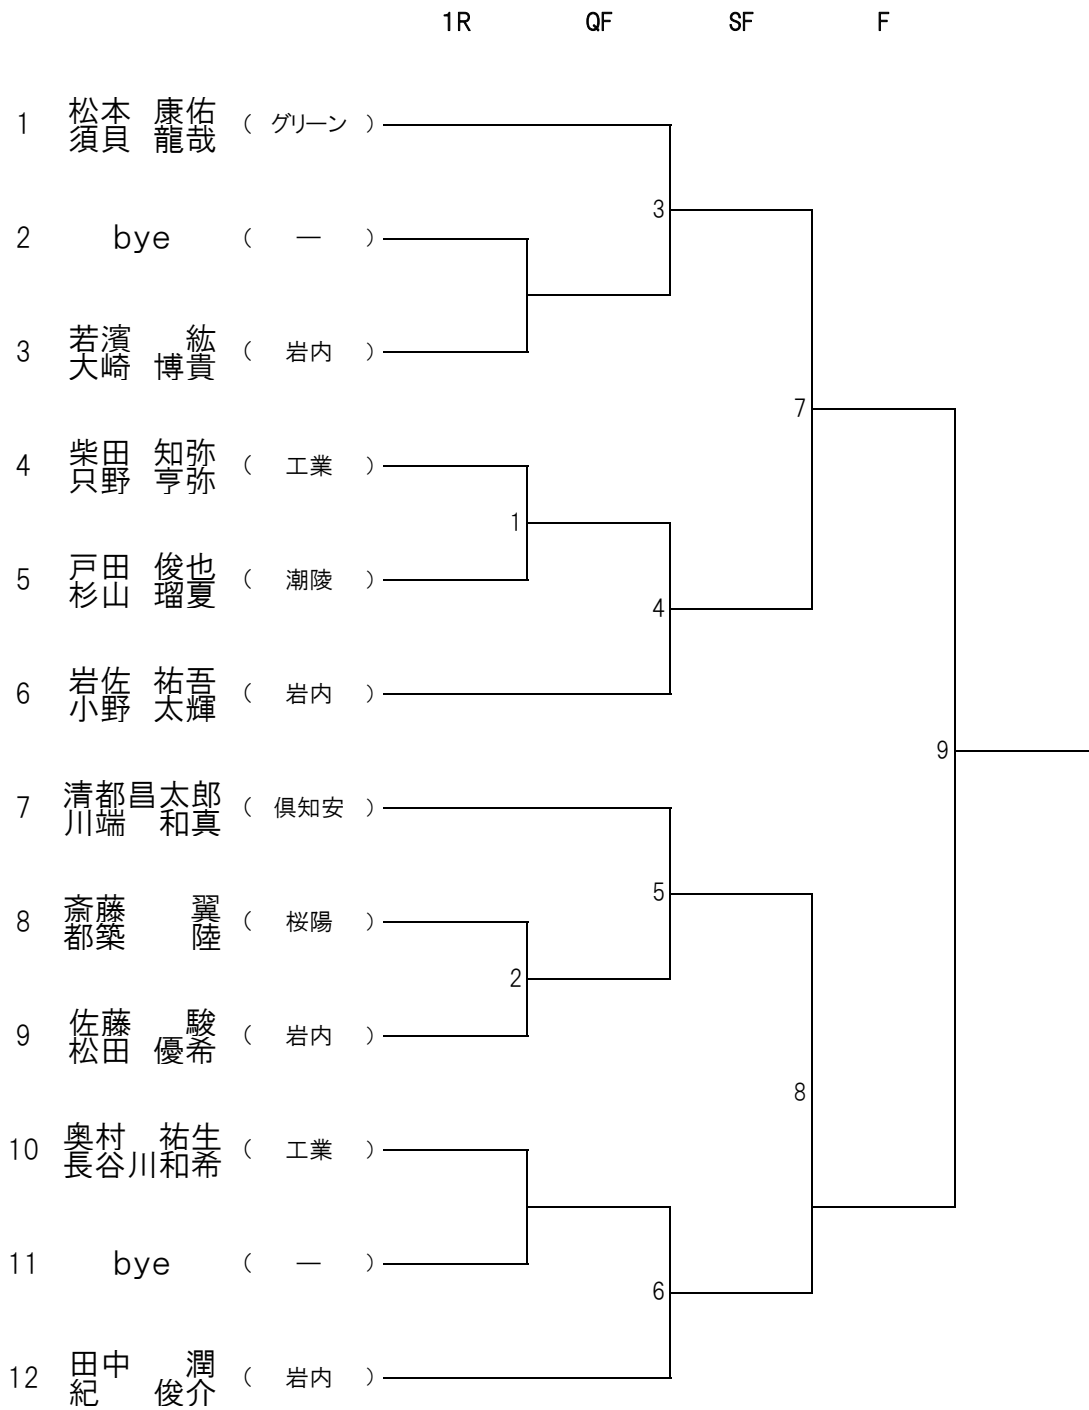 1R QF SF F
1 松本 康佑 ( グリーン )
須貝 龍哉
3
2 bye ( ― )
3 若濱 紘 ( 岩内 )
大崎 博貴
7
4 柴田 知弥 ( 工業 )
只野 亨弥
1
5 戸田 俊也 ( 潮陵 )
杉山 瑠夏
4
6 岩佐 祐吾 ( 岩内 )
小野 太輝
9
7 清都昌太郎 ( 倶知安 )
川端 和真
5
8 斎藤 翼 ( 桜陽 )
都築 陸
2
9 佐藤 駿 ( 岩内 )
松田 優希
8
10 奥村 祐生 ( 工業 )
長谷川和希
11 bye ( ― )
6
12 田中 潤 ( 岩内 )
紀 俊介